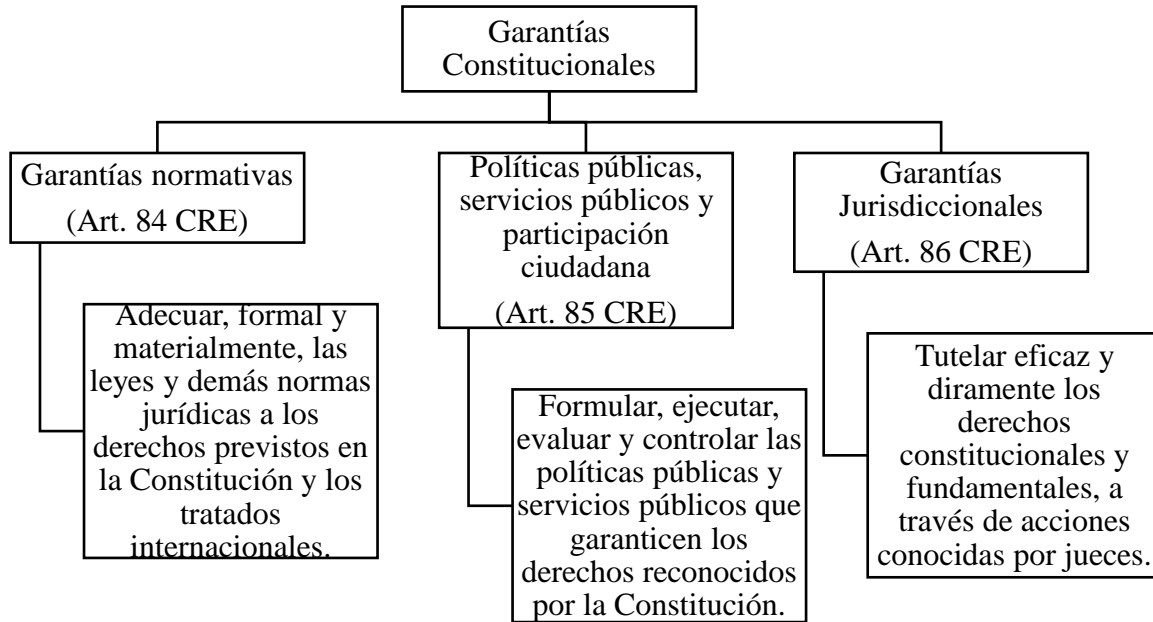 Garantías
Constitucionales
Garantías normativas
(Art. 84 CRE)
Adecuar, formal y
materialmente, las
leyes y demás normas
jurídicas a los
derechos previstos en
la Constitución y los
tratados
internacionales.
Políticas públicas,
servicios públicos y
participación
ciudadana
(Art. 85 CRE)
Formular, ejecutar,
evaluar y controlar las
políticas públicas y
servicios públicos que
garanticen los
derechos reconocidos
por la Constitución.
Garantías
Jurisdiccionales
(Art. 86 CRE)
Tutelar eficaz y
diramente los
derechos
constitucionales y
fundamentales, a
través de acciones
conocidas por jueces.